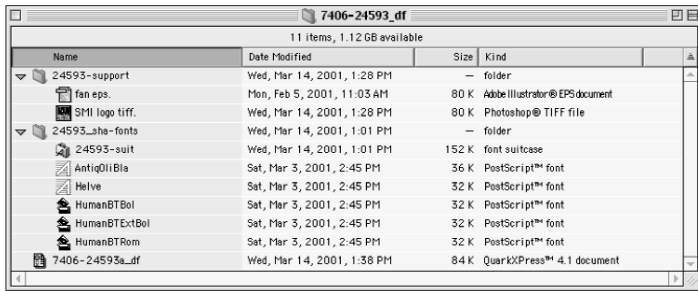 7406-24593_df
11 items, 1.12 GB available
Name Date Modified Size Kind
24593-support Wed, Mar 14, 2001, 1:28 PM — folder
fan eps. Mon, Feb 5, 2001, 11:03 AM 80 K Adobe Illustrator® EPS document
SMI logo tiff. Wed, Mar 14, 2001, 1:28 PM 80 K Photoshop® TIFF file
24593_sha-fonts Wed, Mar 14, 2001, 1:01 PM — folder
24593-suit Wed, Mar 14, 2001, 1:01 PM 152 K font suitcase
AntiqOliBla Sat, Mar 3, 2001, 2:45 PM 36 K PostScript™ font
Helve Sat, Mar 3, 2001, 2:45 PM 32 K PostScript™ font
HumanBTBol Sat, Mar 3, 2001, 2:45 PM 32 K PostScript™ font
HumanBTExtBol Sat, Mar 3, 2001, 2:45 PM 32 K PostScript™ font
HumanBTRom Sat, Mar 3, 2001, 2:45 PM 32 K PostScript™ font
7406-24593a_df Wed, Mar 14, 2001, 1:38 PM 84 K QuarkXPress™ 4.1 document